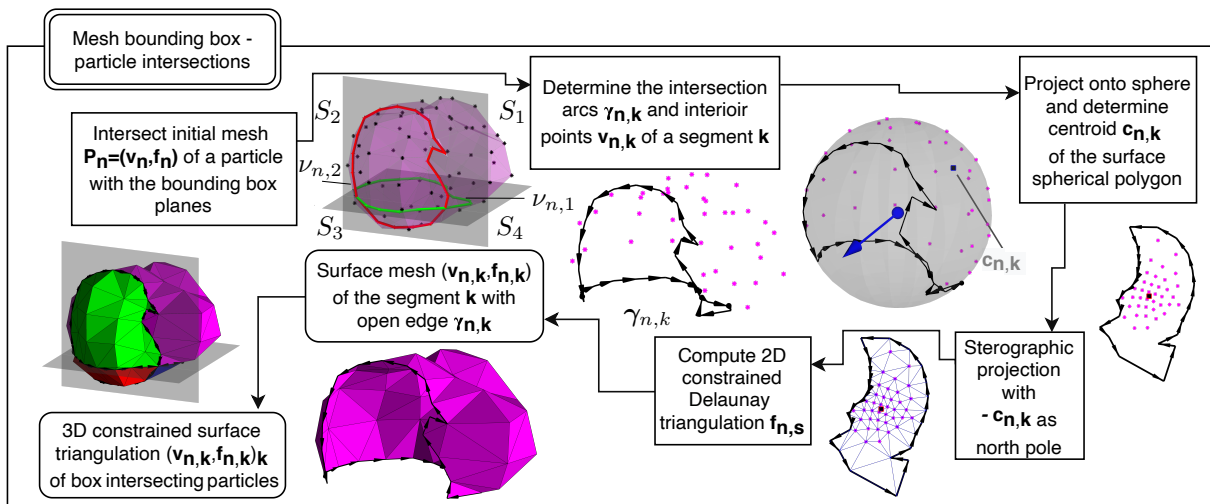 Mesh bounding box -
particle intersections
Intersect initial mesh
Pn=(vn,fn) of a particle
with the bounding box
planes
S2
S1
νn,2
νn,1
S3
S4
Determine the intersection
arcs γn,k and interioir
points vn,k of a segment k
Project onto sphere
and determine
centroid cn,k
of the surface
spherical polygon
cn,k
γn,k
Sterographic
projection
with
- cn,k as
north pole
Compute 2D
constrained
Delaunay
triangulation fn,s
Surface mesh (vn,k,fn,k)
of the segment k with
open edge γn,k
3D constrained surface
triangulation (vn,k,fn,k)k
of box intersecting particles